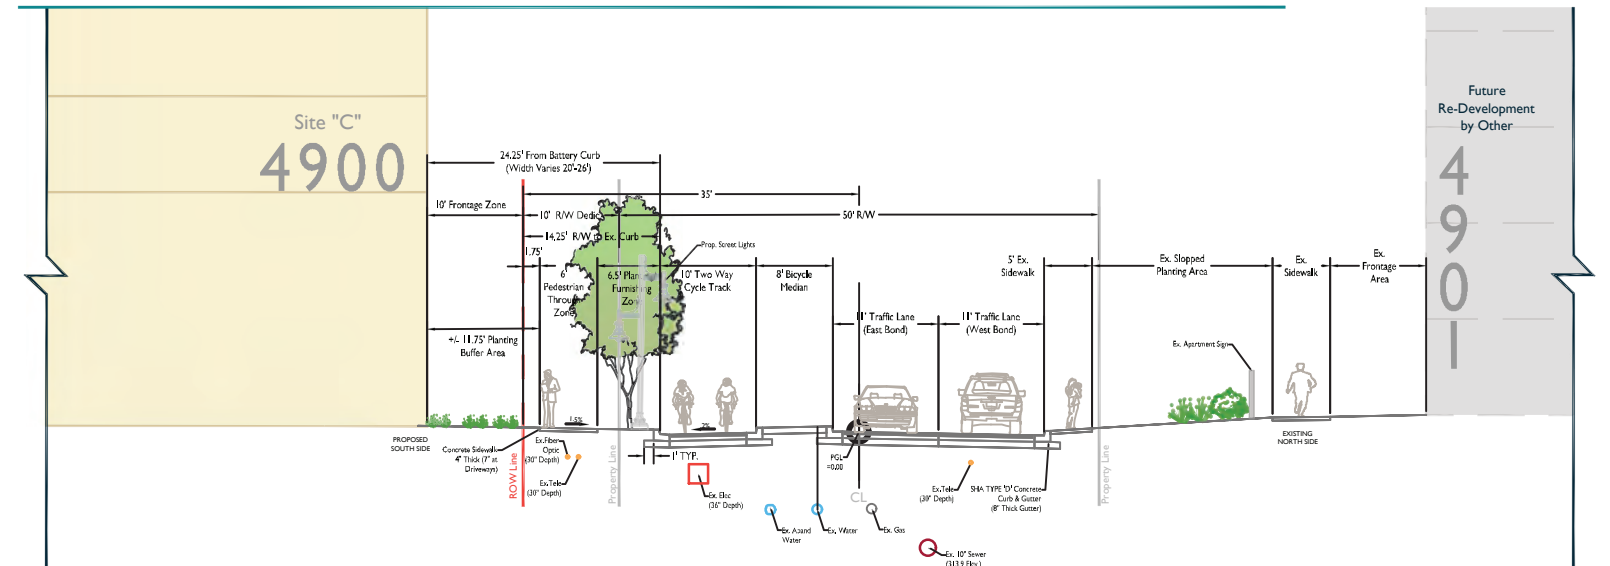 Future
Re-Development
by Other
Site "C"
4900
4901
24.25' From Battery Curb
(Width Varies 20'-26')
35'
10' Frontage Zone
10' R/W Dedic
50' R/W
14.25' R/W to Ex. Curb
1.75'
Prop. Street Lights
6'
Pedestrian
Through
Zone
6.5' Plan
Furnishing
Zone
10' Two Way
Cycle Track
8' Bicycle
Median
5' Ex.
Sidewalk
Ex. Slopped
Planting Area
Ex.
Sidewalk
Ex.
Frontage
Area
11' Traffic Lane
(East Bond)
11' Traffic Lane
(West Bond)
+/- 11.75' Planting
Buffer Area
Ex. Apartment Sign
1.5%
2%
PROPOSED
SOUTH SIDE
EXISTING
NORTH SIDE
Concrete Sidewalk
4" Thick (7" at
Driveways)
Ex.Fiber
Optic
(30" Depth)
Ex.Tele
(30" Depth)
ROW Line
Property Line
1' TYP.
Ex. Elec
(36" Depth)
PGL
=0.00
CL
Ex. Aband
Water
Ex. Water
Ex. Gas
Ex.Tele
(30" Depth)
SHA TYPE 'D' Concrete
Curb & Gutter
(8" Thick Gutter)
Property Line
Ex. 10" Sewer
(313.9 Elev.)